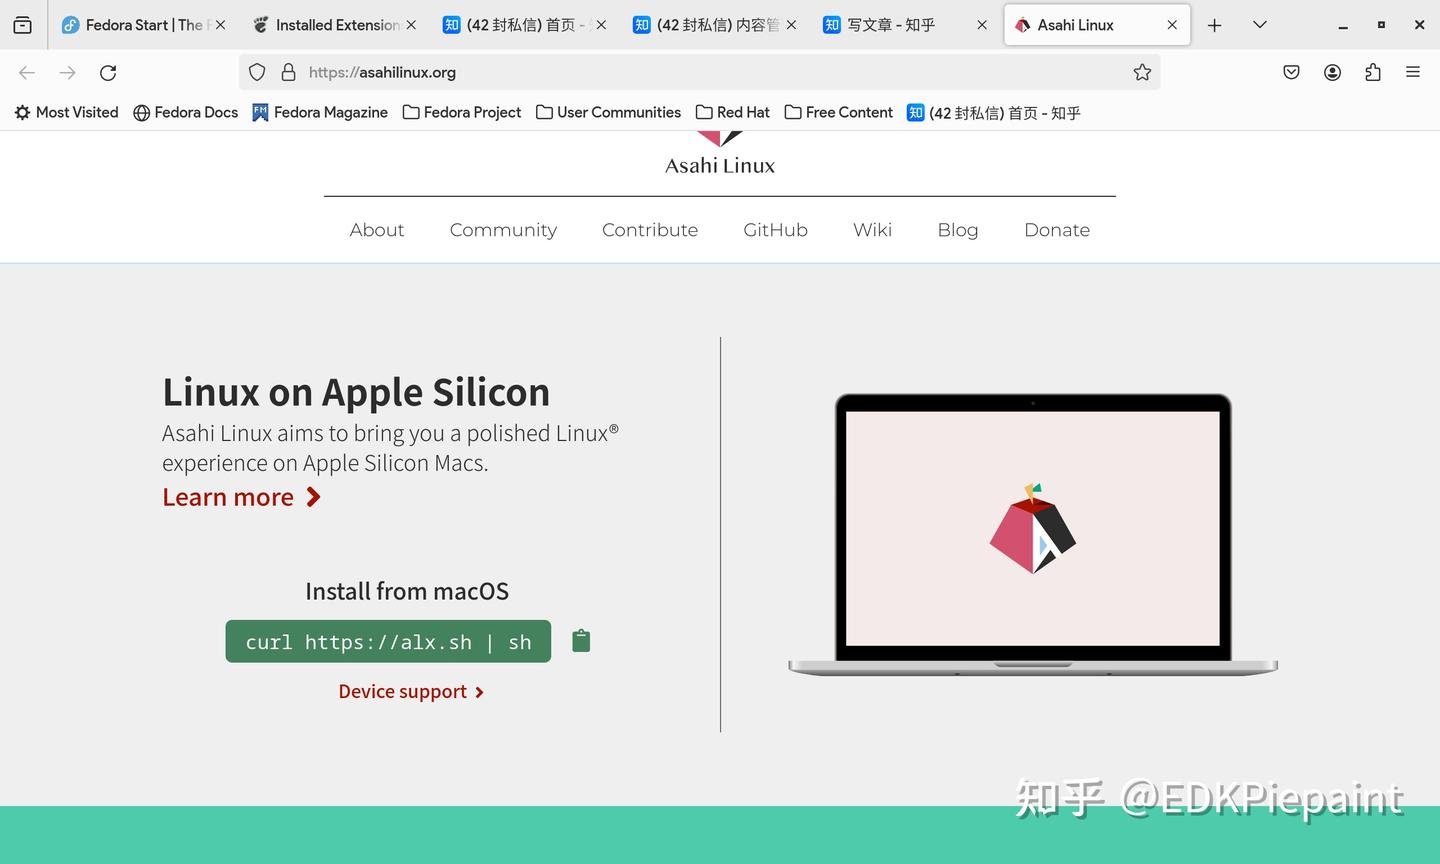 Fedora Start | The F
Installed Extension
知 (42 封私信) 首页 -
知 (42 封私信) 内容管
知 写文章 - 知乎
Asahi Linux
https://asahilinux.org
Most Visited
Fedora Docs
FM Fedora Magazine
Fedora Project
User Communities
Red Hat
Free Content
知 (42 封私信) 首页 - 知乎
Asahi Linux
About
Community
Contribute
GitHub
Wiki
Blog
Donate
Linux on Apple Silicon
Asahi Linux aims to bring you a polished Linux®
experience on Apple Silicon Macs.
Learn more
Install from macOS
curl https://alx.sh | sh
Device support
知乎 @EDKPiepaint